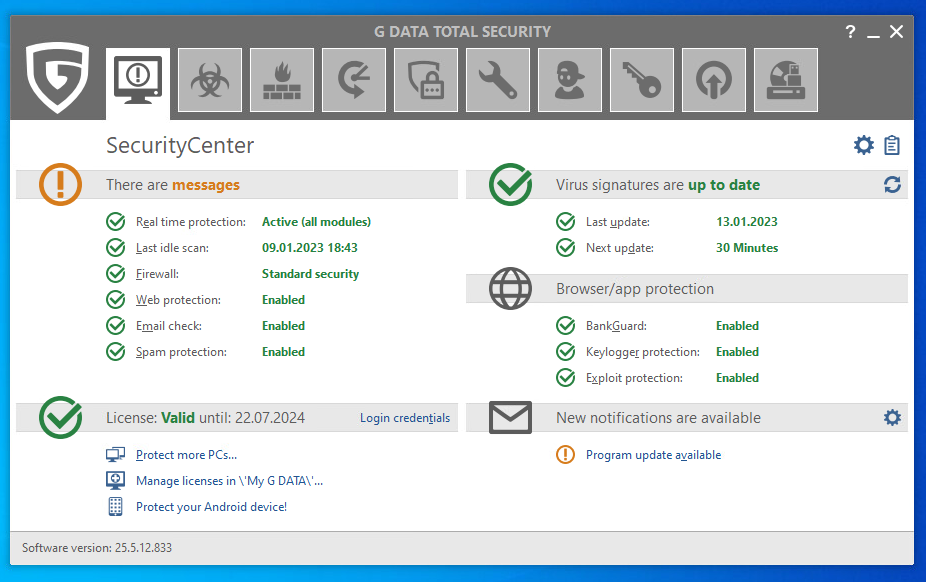 G DATA TOTAL SECURITY
?
SecurityCenter
There are messages
Real time protection: Active (all modules)
Last idle scan: 09.01.2023 18:43
Firewall: Standard security
Web protection: Enabled
Email check: Enabled
Spam protection: Enabled
Virus signatures are up to date
Last update: 13.01.2023
Next update: 30 Minutes
Browser/app protection
BankGuard: Enabled
Keylogger protection: Enabled
Exploit protection: Enabled
License: Valid until: 22.07.2024 Login credentials
Protect more PCs...
Manage licenses in \'My G DATA\'...
Protect your Android device!
New notifications are available
Program update available
Software version: 25.5.12.833